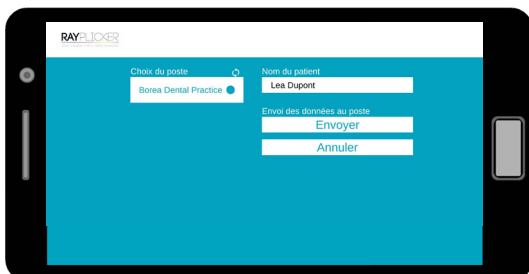 RAYPLICKER
Choix du poste
Borea Dental Practice
Nom du patient
Lea Dupont
Envoi des données au poste
Envoyer
Annuler